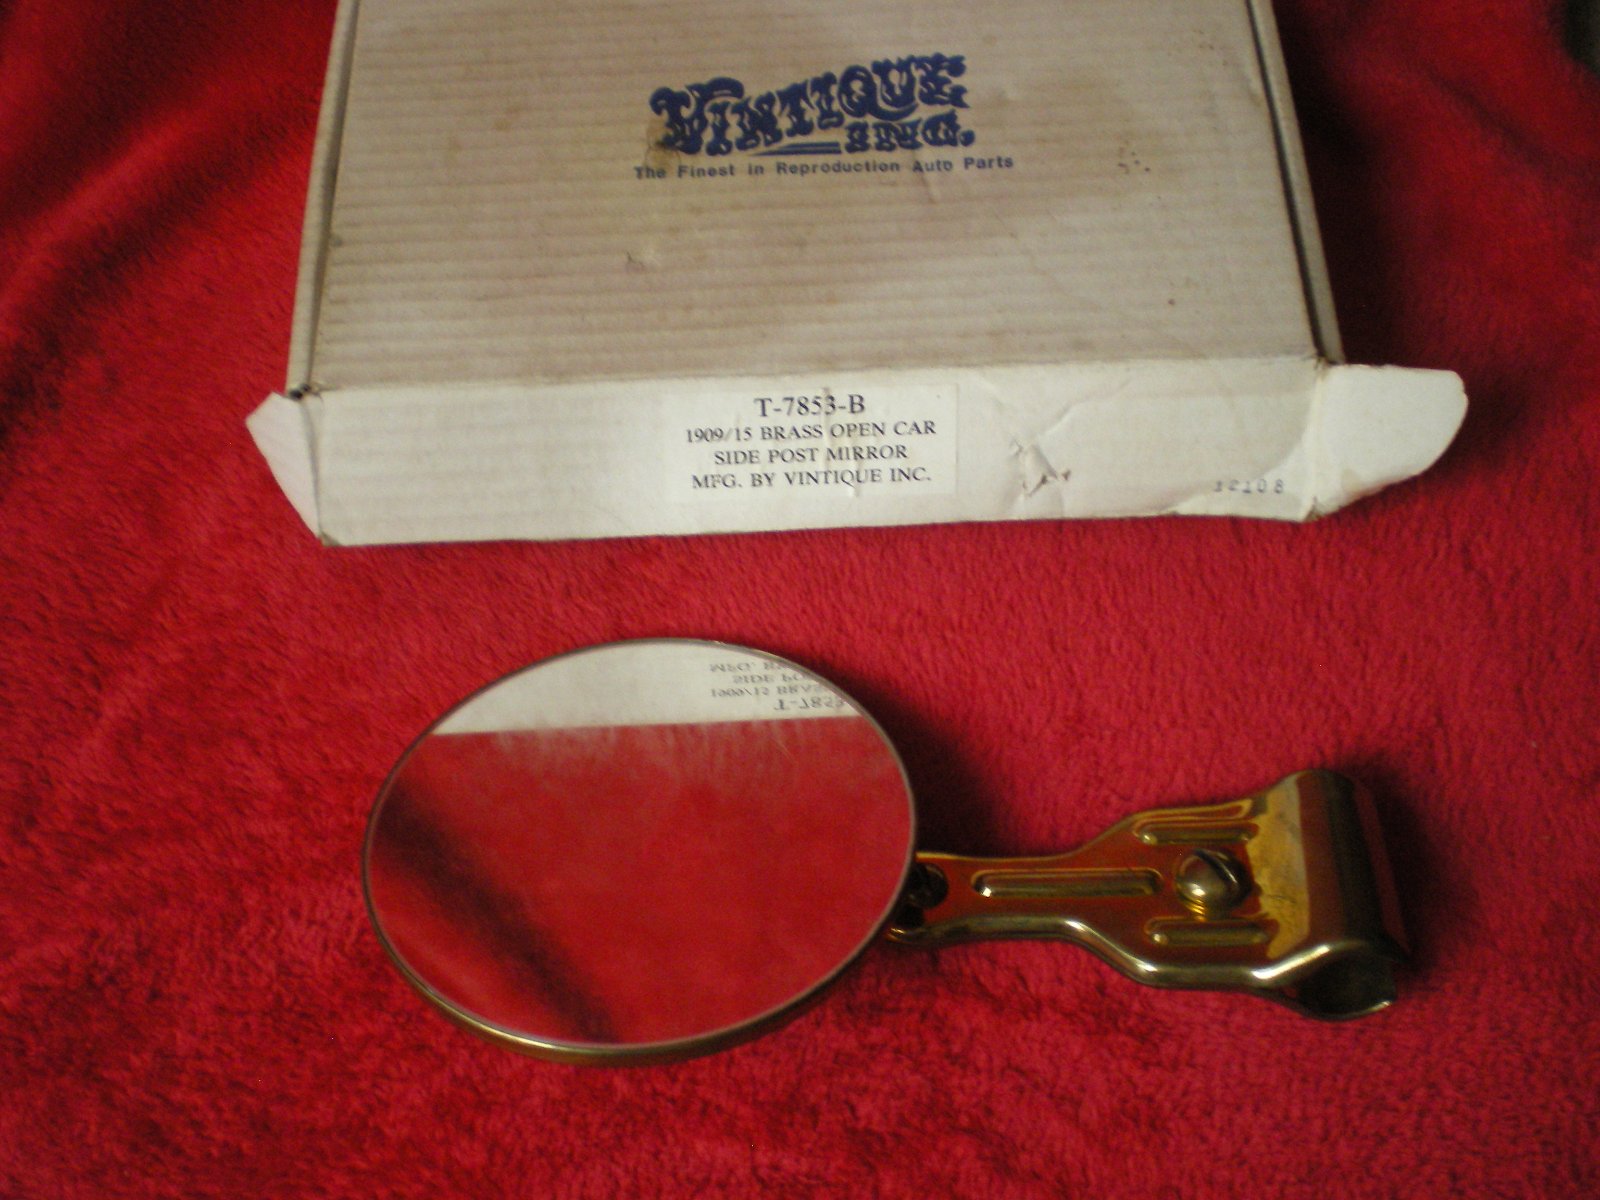 VINTIQUE
INC.
The Finest in Reproduction Auto Parts
T-7853-B
1909/15 BRASS OPEN CAR
SIDE POST MIRROR
MFG. BY VINTIQUE INC.
12108